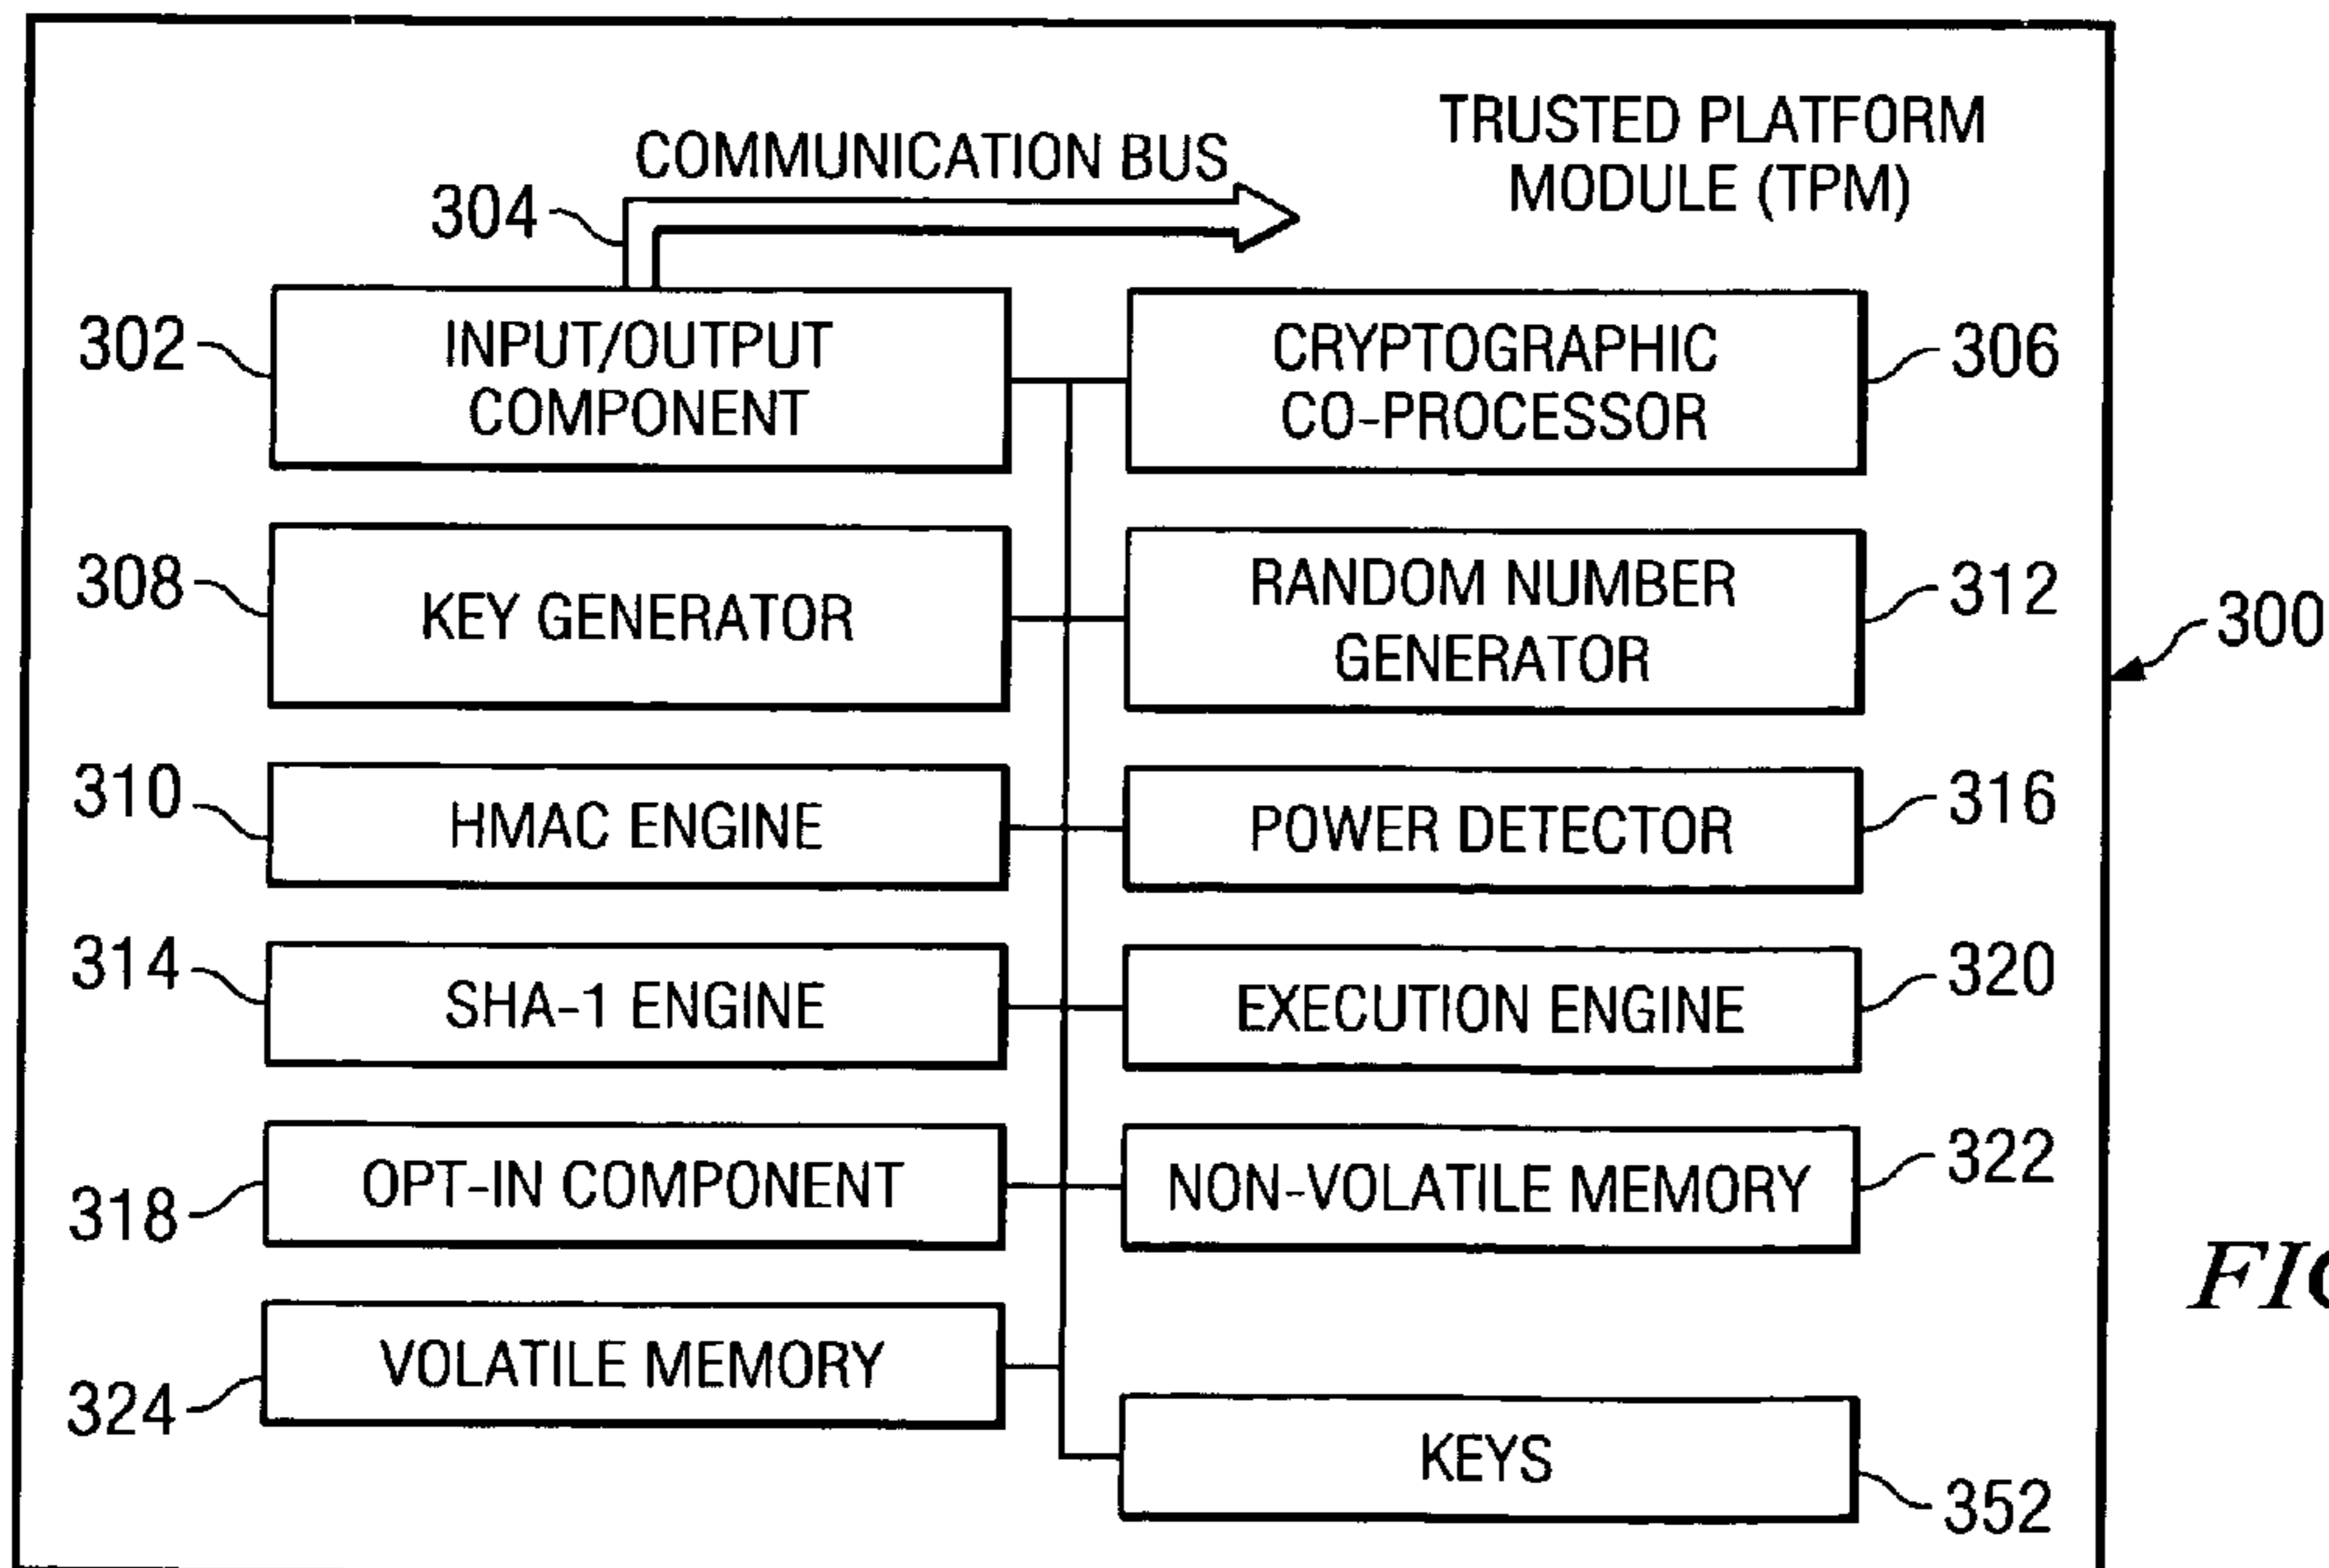 TRUSTED PLATFORM
MODULE (TPM)
COMMUNICATION BUS
304
302
INPUT/OUTPUT
COMPONENT
CRYPTOGRAPHIC
CO-PROCESSOR
306
308
KEY GENERATOR
RANDOM NUMBER
GENERATOR
312
300
310
HMAC ENGINE
POWER DETECTOR
316
314
SHA-1 ENGINE
EXECUTION ENGINE
320
318
OPT-IN COMPONENT
NON-VOLATILE MEMORY
322
324
VOLATILE MEMORY
KEYS
352